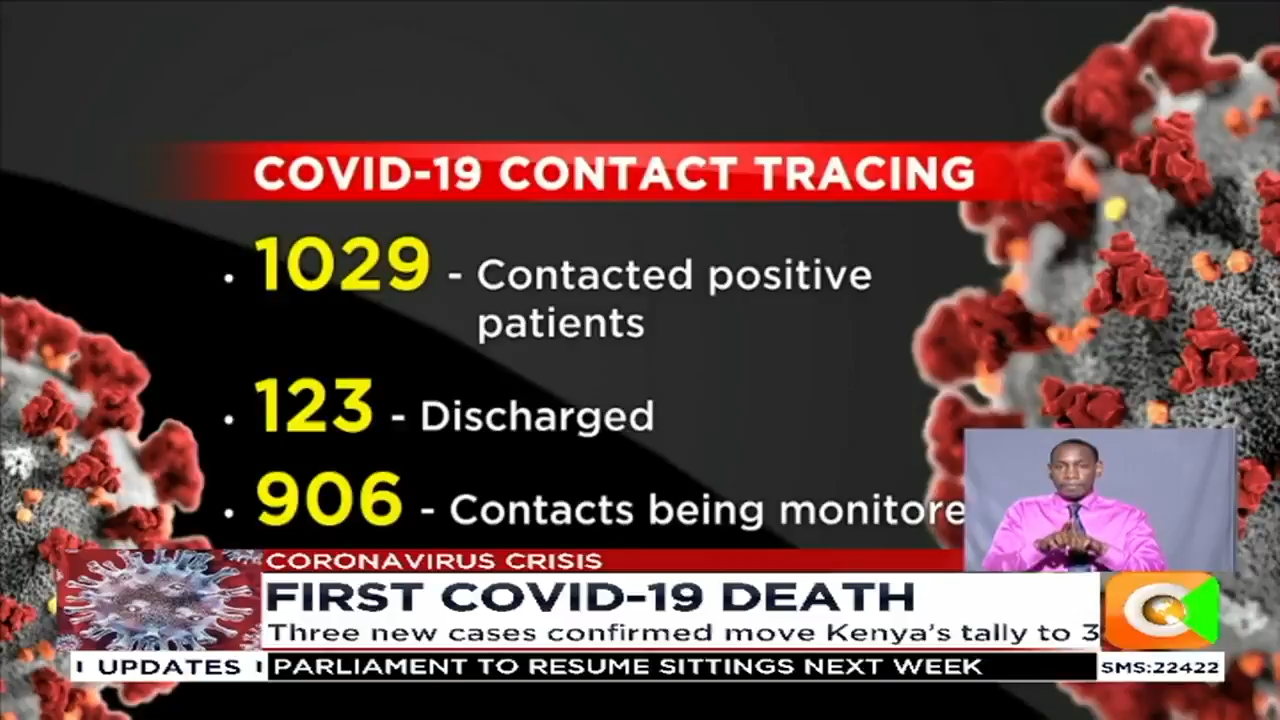 COVID-19 CONTACT TRACING
• 1029 - Contacted positive
patients
• 123 - Discharged
• 906 - Contacts being monitore
CORONAVIRUS CRISIS
FIRST COVID-19 DEATH
Three new cases confirmed move Kenya's tally to 3
UPDATES
PARLIAMENT TO RESUME SITTINGS NEXT WEEK
SMS:22422